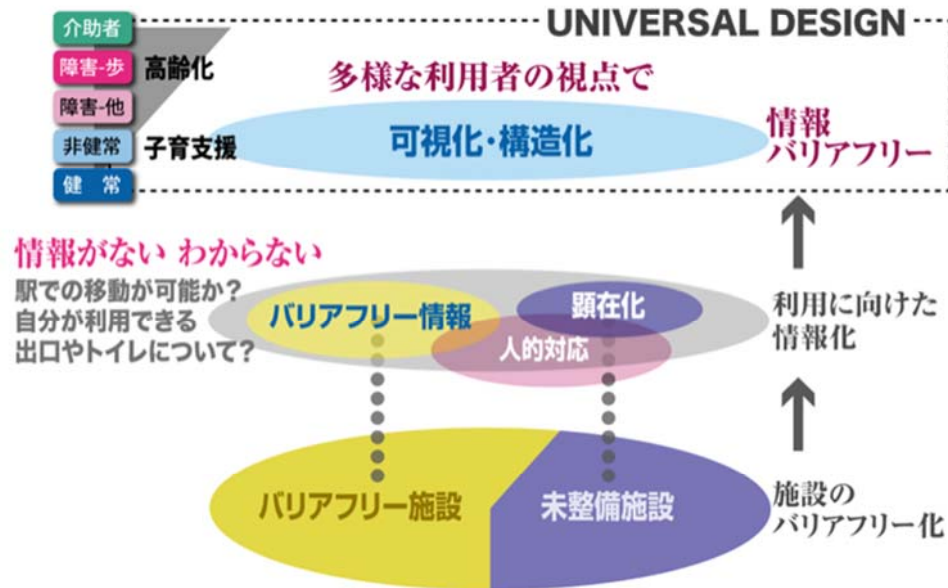 UNIVERSAL DESIGN
介助者
障害-歩
高齢化
障害-他
非健常
子育支援
健 常
多様な利用者の視点で
可視化・構造化
情報
バリアフリー
情報がない わからない
駅での移動が可能か?
自分が利用できる
出口やトイレについて?
バリアフリー情報
顕在化
人的対応
利用に向けた
情報化
バリアフリー施設
未整備施設
施設の
バリアフリー化